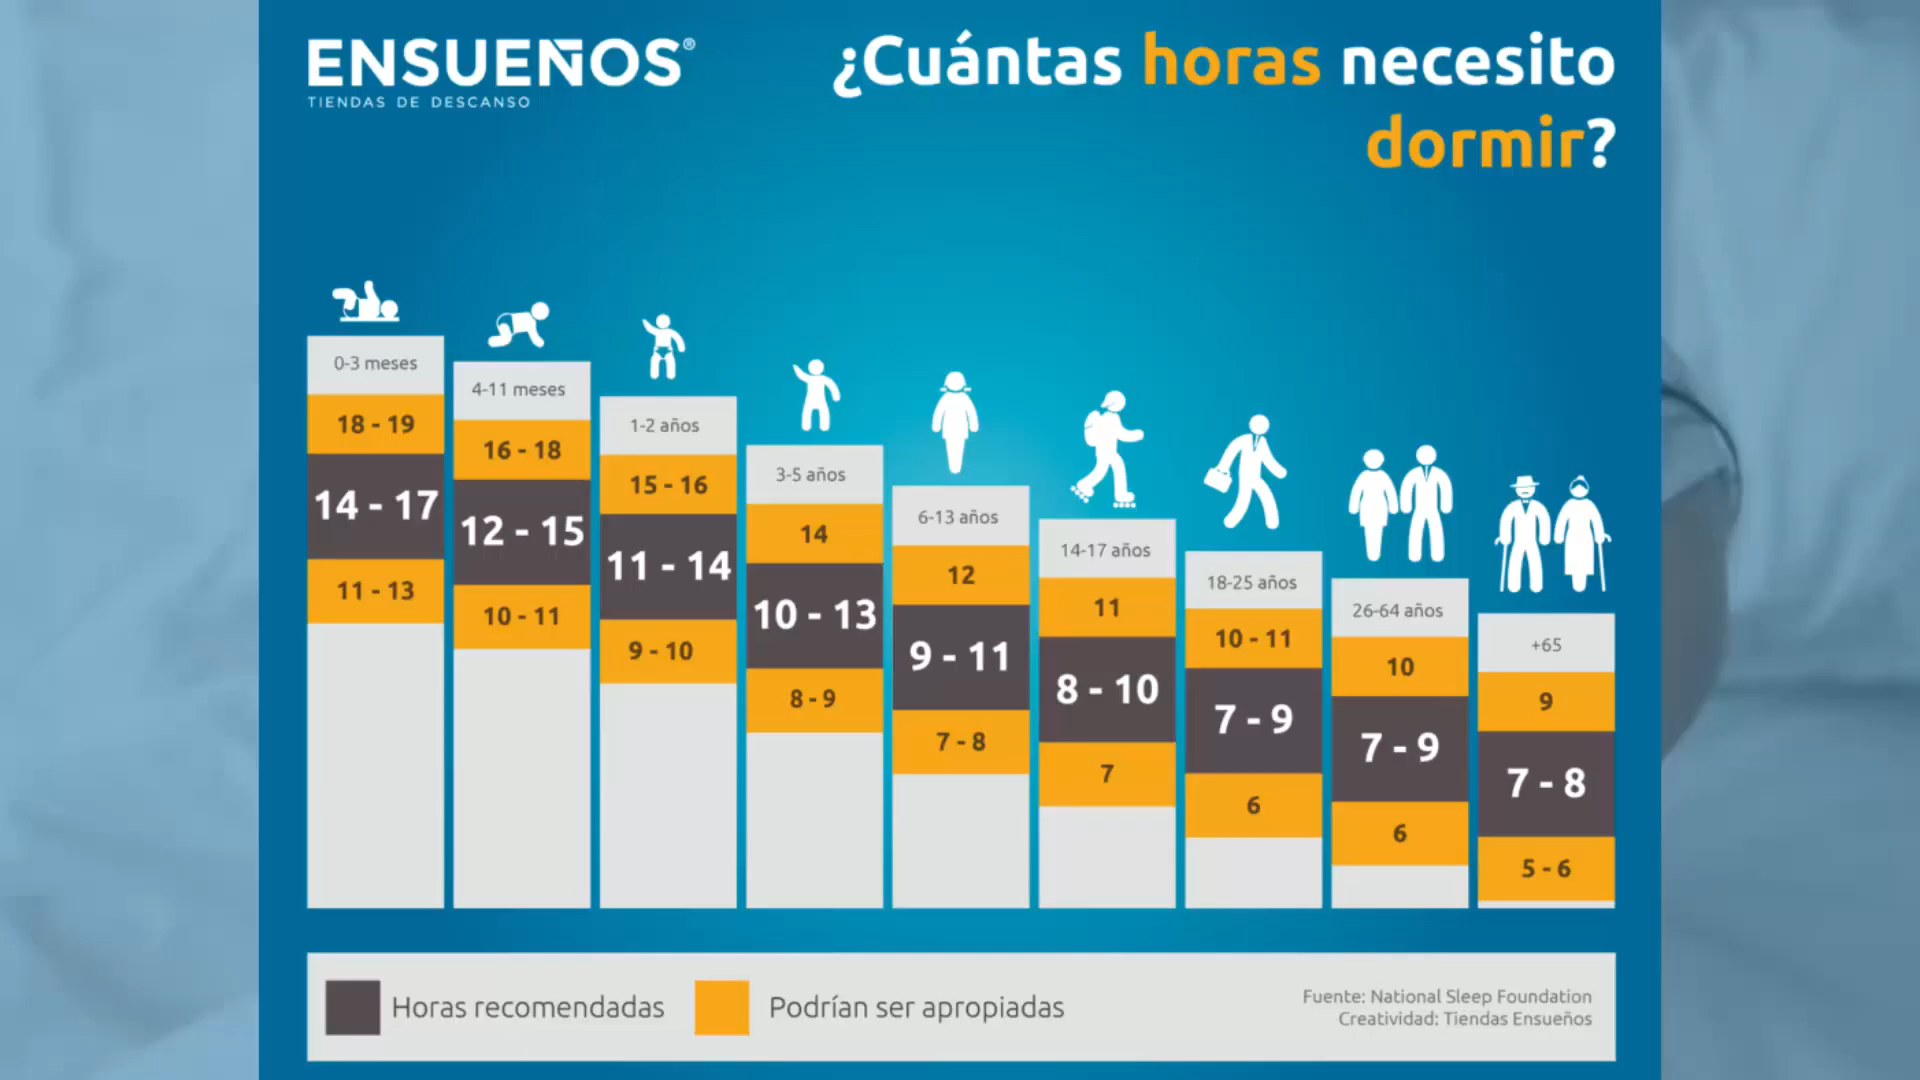 ENSUEÑOS®
TIENDAS DE DESCANSO
¿Cuántas horas necesito
dormir?
0-3 meses
18 - 19
14 - 17
11 - 13
4-11 meses
16 - 18
12 - 15
10 - 11
1-2 años
15 - 16
11 - 14
9 - 10
3-5 años
14
10 - 13
8 - 9
6-13 años
12
9 - 11
7 - 8
14-17 años
11
8 - 10
7
18-25 años
10 - 11
7 - 9
6
26-64 años
10
7 - 9
6
+65
9
7 - 8
5 - 6
Horas recomendadas
Podrían ser apropiadas
Fuente: National Sleep Foundation
Creatividad: Tiendas Ensueños